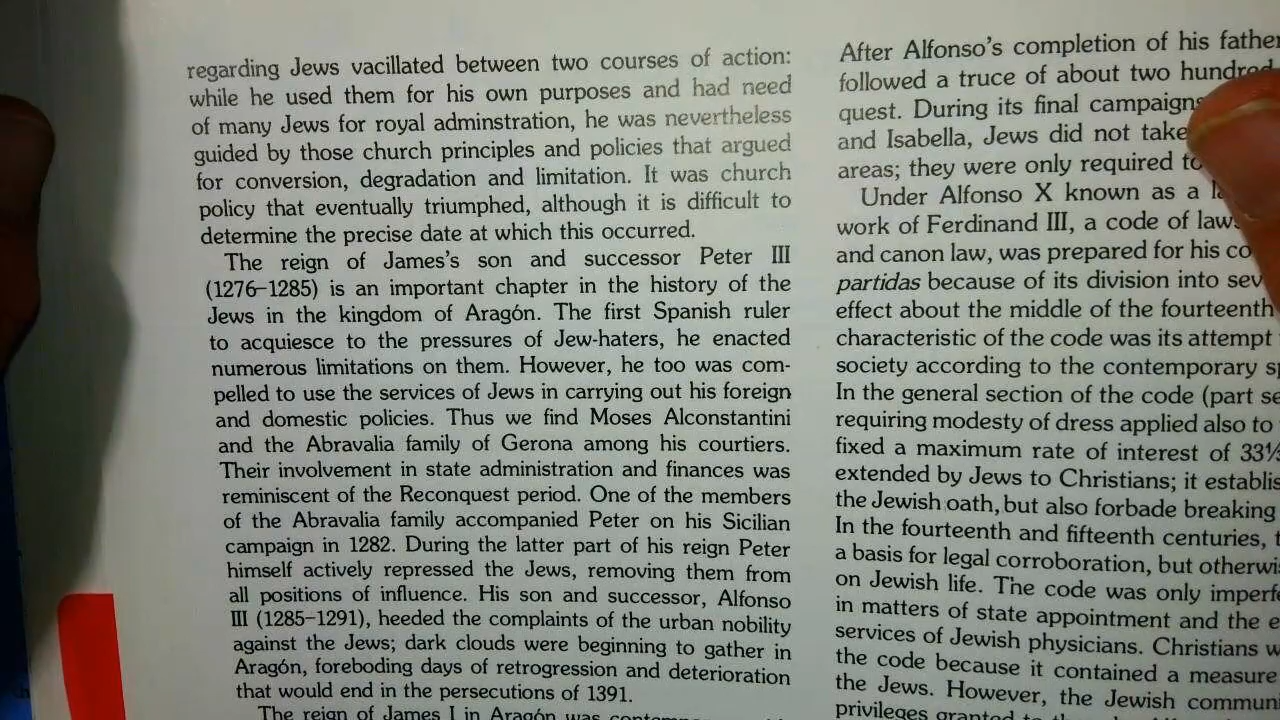 regarding Jews vacillated between two courses of action:
while he used them for his own purposes and had need
of many Jews for royal adminstration, he was nevertheless
guided by those church principles and policies that argued
for conversion, degradation and limitation. It was church
policy that eventually triumphed, although it is difficult to
determine the precise date at which this occurred.
The reign of James's son and successor Peter III
(1276–1285) is an important chapter in the history of the
Jews in the kingdom of Aragón. The first Spanish ruler
to acquiesce to the pressures of Jew-haters, he enacted
numerous limitations on them. However, he too was com-
pelled to use the services of Jews in carrying out his foreign
and domestic policies. Thus we find Moses Alconstantini
and the Abravalia family of Gerona among his courtiers.
Their involvement in state administration and finances was
reminiscent of the Reconquest period. One of the members
of the Abravalia family accompanied Peter on his Sicilian
campaign in 1282. During the latter part of his reign Peter
himself actively repressed the Jews, removing them from
all positions of influence. His son and successor, Alfonso
III (1285–1291), heeded the complaints of the urban nobility
against the Jews; dark clouds were beginning to gather in
Aragón, foreboding days of retrogression and deterioration
that would end in the persecutions of 1391.
The reign of James I in Aragón was
After Alfonso's completion of his father
followed a truce of about two hundred
quest. During its final campaigns
and Isabella, Jews did not take
areas; they were only required to
Under Alfonso X known as a
work of Ferdinand III, a code of laws
and canon law, was prepared for his
partidas because of its division into
effect about the middle of the fourteenth
characteristic of the code was its attempt
society according to the contemporary
In the general section of the code (part
requiring modesty of dress applied also to
fixed a maximum rate of interest of 33⅓
extended by Jews to Christians; it
the Jewish oath, but also forbade breaking
In the fourteenth and fifteenth centuries,
a basis for legal corroboration, but
on Jewish life. The code was only
in matters of state appointment and the
services of Jewish physicians. Christians
the code because it contained a measure
the Jews. However, the Jewish
privileges granted